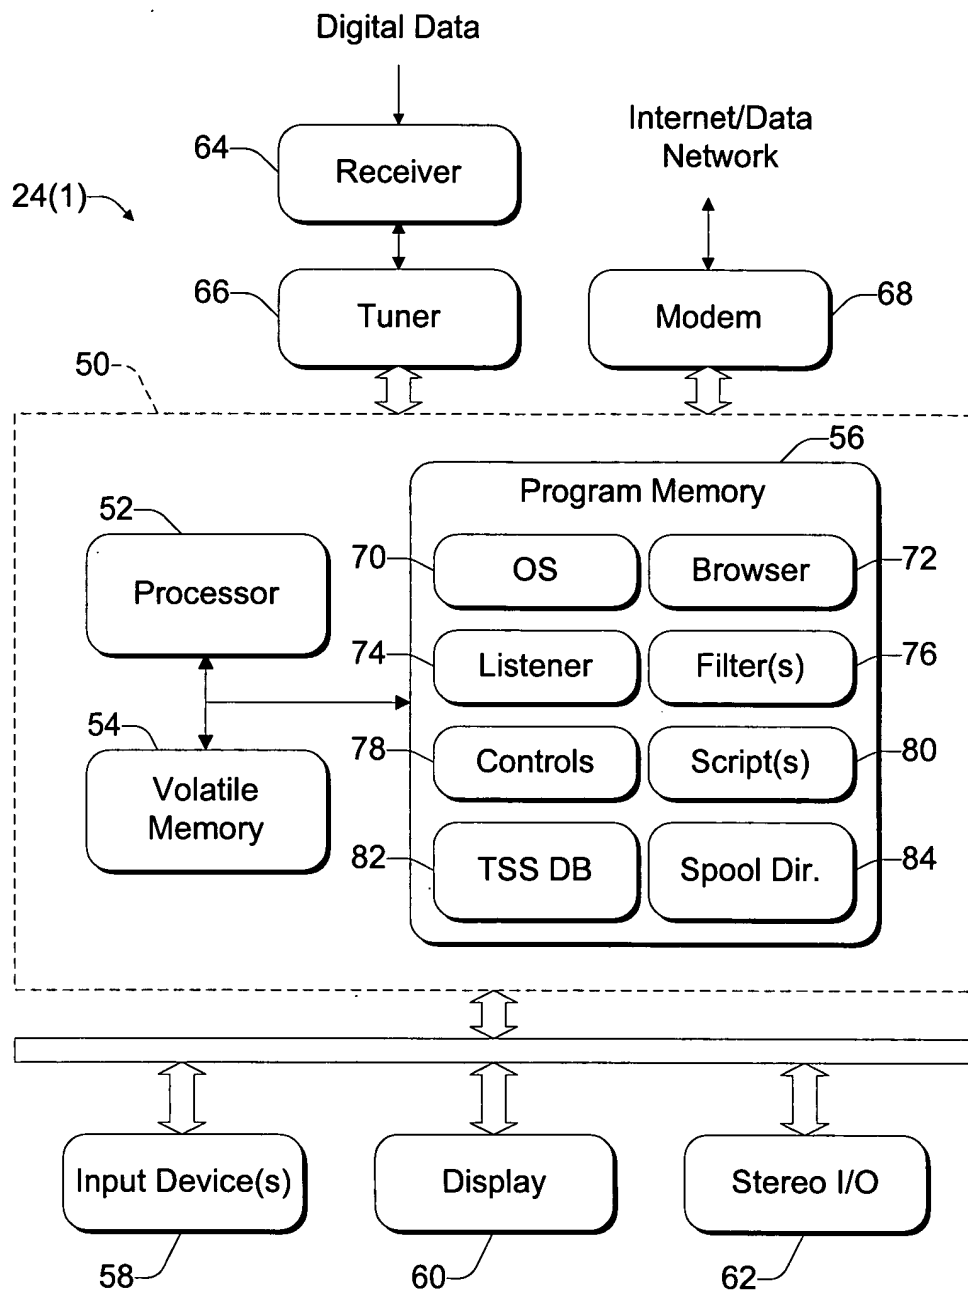 Digital Data
64
Receiver
Internet/Data
Network
24(1)
66
Tuner
Modem
68
50
56
Program Memory
52
Processor
70
OS
Browser
72
74
Listener
Filter(s)
76
54
Volatile
Memory
78
Controls
Script(s)
80
82
TSS DB
Spool Dir.
84
Input Device(s)
Display
Stereo I/O
58
60
62